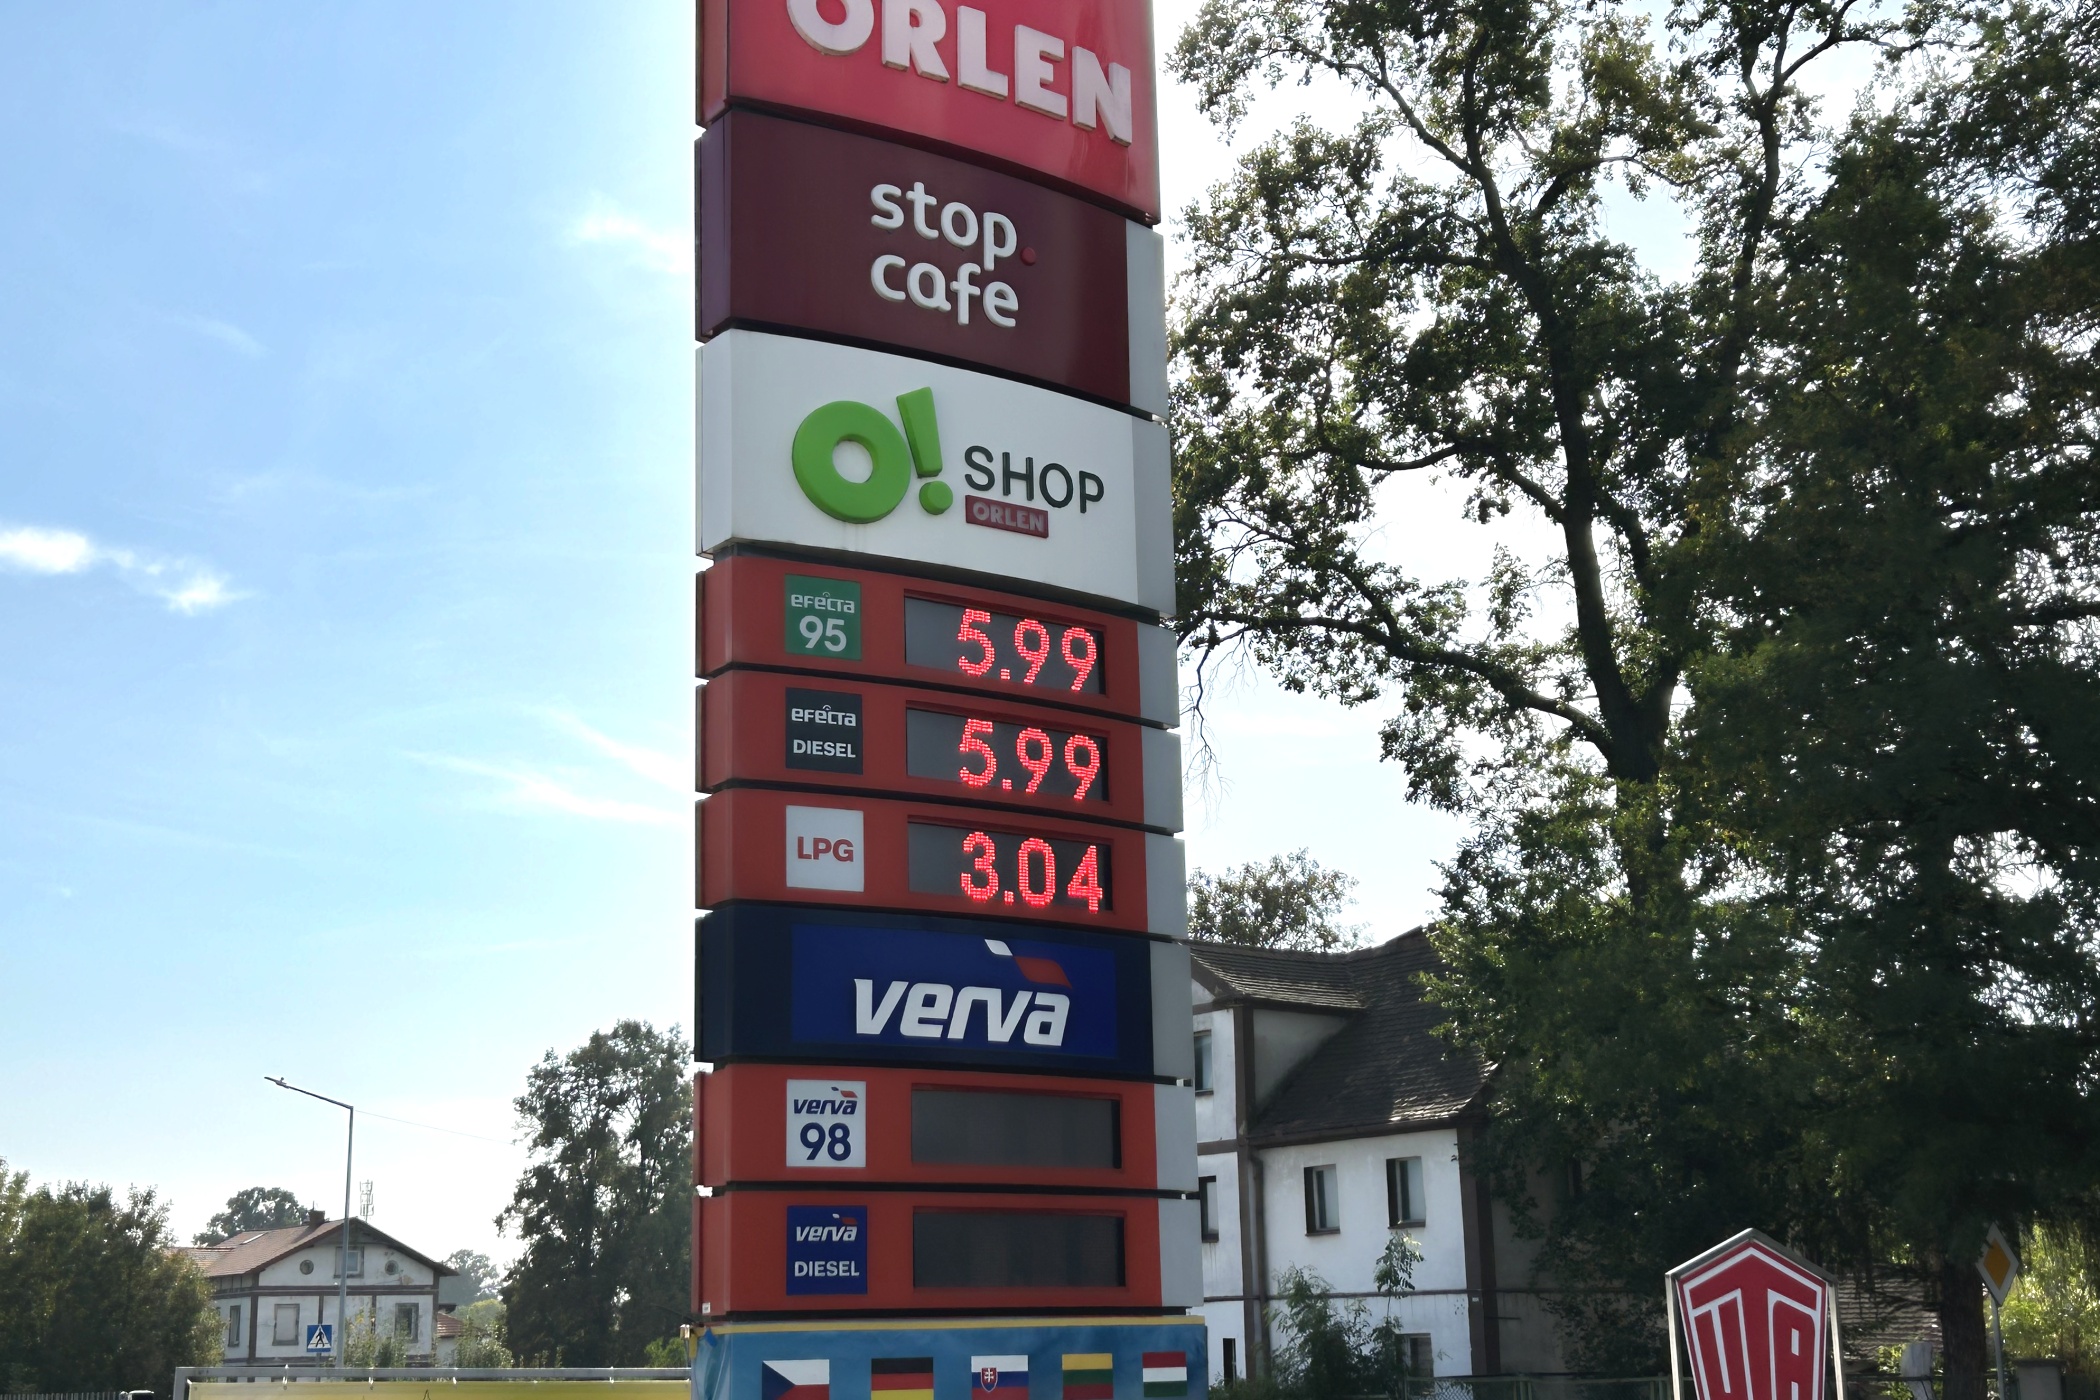 ORLEN
stop.
cafe
O! SHOP
ORLEN
efecta
95
5.99
efecta
DIESEL
5.99
LPG
3.04
verva
verva
98
verva
DIESEL
UTA